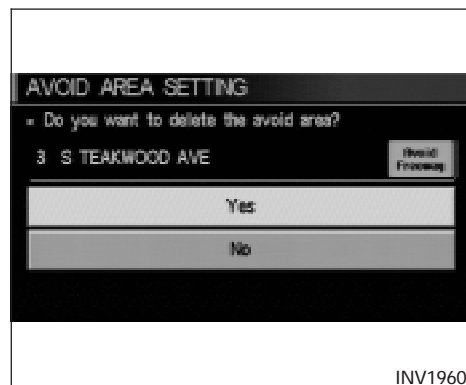 AVOID AREA SETTING
Do you want to delete the avoid area?
3 S TEAKWOOD AVE
Avoid
Freeway
Yes
No
INV1960